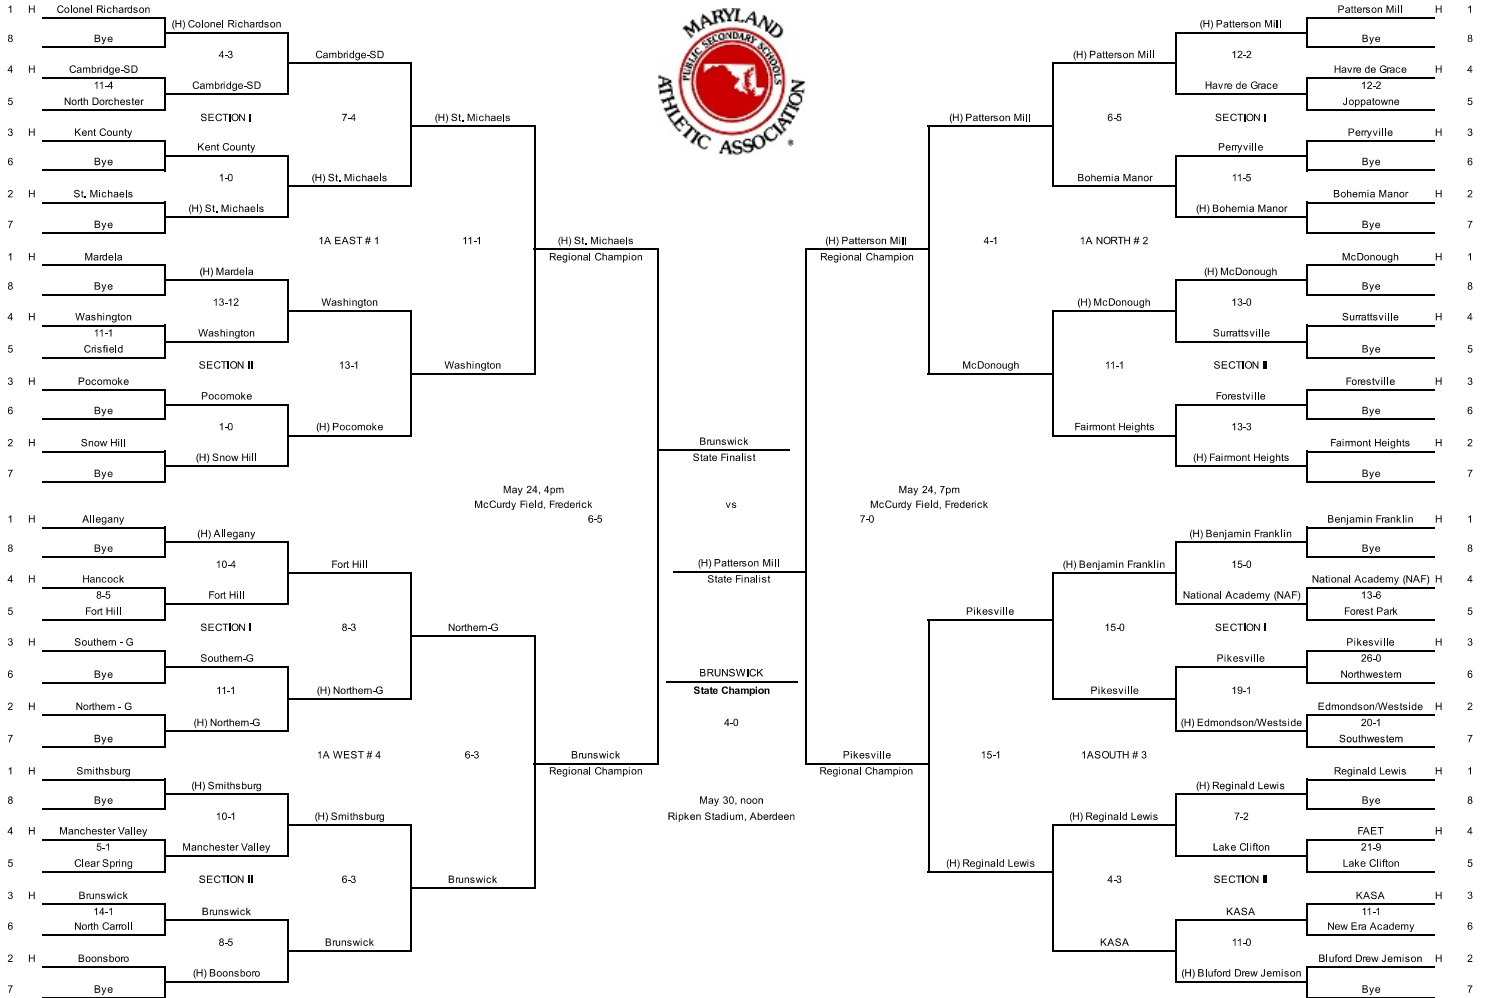 MARYLAND
PUBLIC SECONDARY SCHOOLS
ATHLETIC ASSOCIATION
®
1 H Colonel Richardson
(H) Colonel Richardson
8 Bye
4-3
Cambridge-SD
4 H Cambridge-SD
11-4
Cambridge-SD
5 North Dorchester
SECTION I
7-4
(H) St. Michaels
3 H Kent County
Kent County
6 Bye
1-0
(H) St. Michaels
2 H St. Michaels
(H) St. Michaels
7 Bye
1A EAST # 1
11-1
(H) St. Michaels
Regional Champion
1 H Mardela
(H) Mardela
8 Bye
13-12
Washington
4 H Washington
11-1
Washington
5 Crisfield
SECTION II
13-1
Washington
3 H Pocomoke
Pocomoke
6 Bye
1-0
(H) Pocomoke
2 H Snow Hill
(H) Snow Hill
7 Bye
Brunswick
State Finalist
May 24, 4pm
McCurdy Field, Frederick
6-5
vs
1 H Allegany
(H) Allegany
8 Bye
10-4
Fort Hill
4 H Hancock
8-5
Fort Hill
5 Fort Hill
SECTION I
8-3
Northern-G
3 H Southern - G
Southern-G
6 Bye
11-1
(H) Northern-G
2 H Northern - G
(H) Northern-G
7 Bye
1A WEST # 4
6-3
Brunswick
Regional Champion
1 H Smithsburg
(H) Smithsburg
8 Bye
10-1
(H) Smithsburg
4 H Manchester Valley
5-1
Manchester Valley
5 Clear Spring
SECTION II
6-3
Brunswick
3 H Brunswick
14-1
Brunswick
6 North Carroll
8-5
Brunswick
2 H Boonsboro
(H) Boonsboro
7 Bye
(H) Patterson Mill
State Finalist
BRUNSWICK
State Champion
4-0
May 30, noon
Ripken Stadium, Aberdeen
Patterson Mill H 1
(H) Patterson Mill
Bye 8
12-2
(H) Patterson Mill
Havre de Grace H 4
12-2
Havre de Grace
Joppatowne 5
SECTION I
6-5
(H) Patterson Mill
Perryville H 3
Perryville
Bye 6
11-5
Bohemia Manor
Bohemia Manor H 2
(H) Bohemia Manor
Bye 7
1A NORTH # 2
4-1
(H) Patterson Mill
Regional Champion
McDonough H 1
(H) McDonough
Bye 8
13-0
(H) McDonough
Surrattsville H 4
Surrattsville
Bye 5
SECTION II
11-1
McDonough
Forestville H 3
Forestville
Bye 6
13-3
Fairmont Heights
Fairmont Heights H 2
(H) Fairmont Heights
Bye 7
May 24, 7pm
McCurdy Field, Frederick
7-0
Benjamin Franklin H 1
(H) Benjamin Franklin
Bye 8
15-0
(H) Benjamin Franklin
National Academy (NAF) H 4
13-6
National Academy (NAF)
Forest Park 5
SECTION I
15-0
Pikesville
Pikesville H 3
26-0
Pikesville
Northwestern 6
19-1
Pikesville
Edmondson/Westside H 2
20-1
(H) Edmondson/Westside
Southwestern 7
1ASOUTH # 3
15-1
Pikesville
Regional Champion
Reginald Lewis H 1
(H) Reginald Lewis
Bye 8
7-2
(H) Reginald Lewis
FAET H 4
21-9
Lake Clifton
Lake Clifton 5
SECTION II
4-3
(H) Reginald Lewis
KASA H 3
11-1
KASA
New Era Academy 6
11-0
KASA
Bluford Drew Jemison H 2
(H) Bluford Drew Jemison
Bye 7